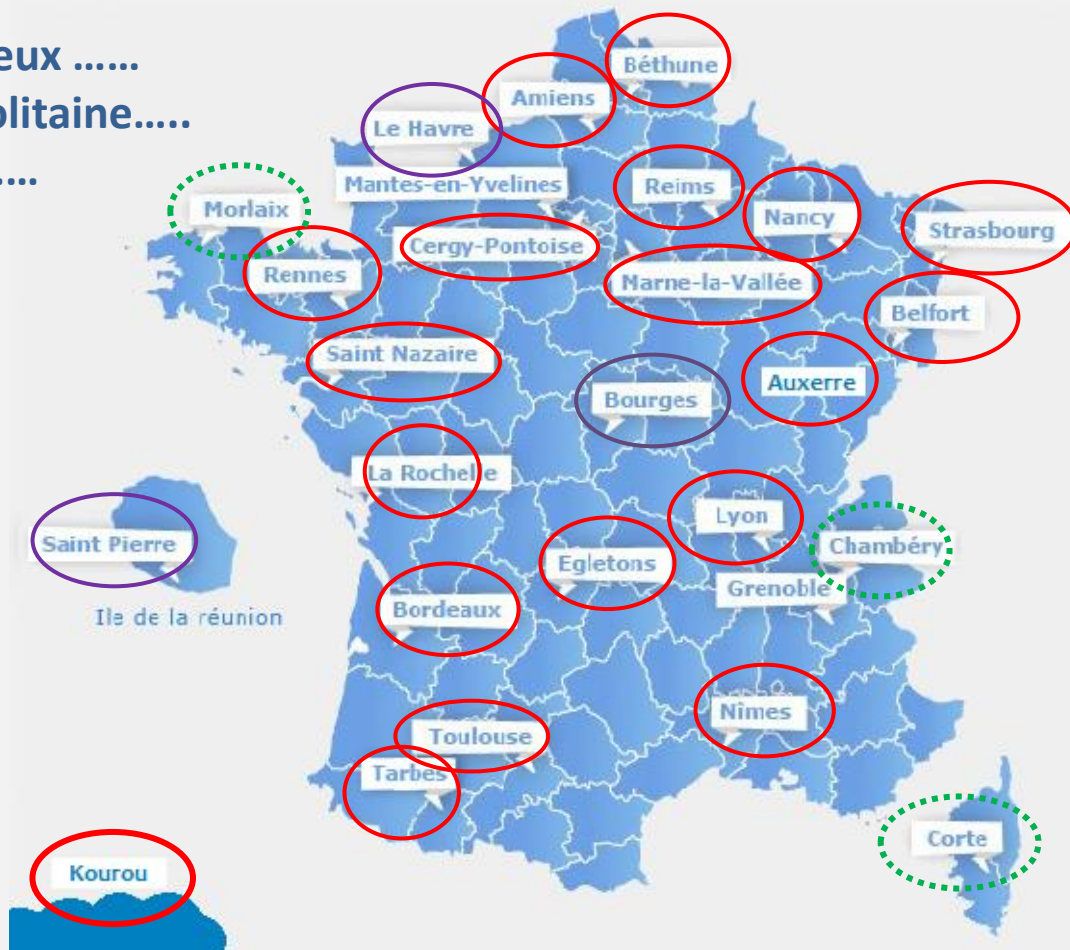 eux ......
Béthune
olitaine.....
Amiens
Le Havre
....
Mantes-en-Yvelines
Reims
Morlaix
Nancy
Strasbourg
Cergy-Pontoise
Rennes
Narne-la-Vallée
Belfort
Saint Nazaire
Auxerre
Bourges
La Rochelle
Lyon
Saint Pierre
Chambéry
Egletons
Grenoble
Bordeaux
Ile de la réunion
Nîmes
Toulouse
Tarbes
Corte
Kourou